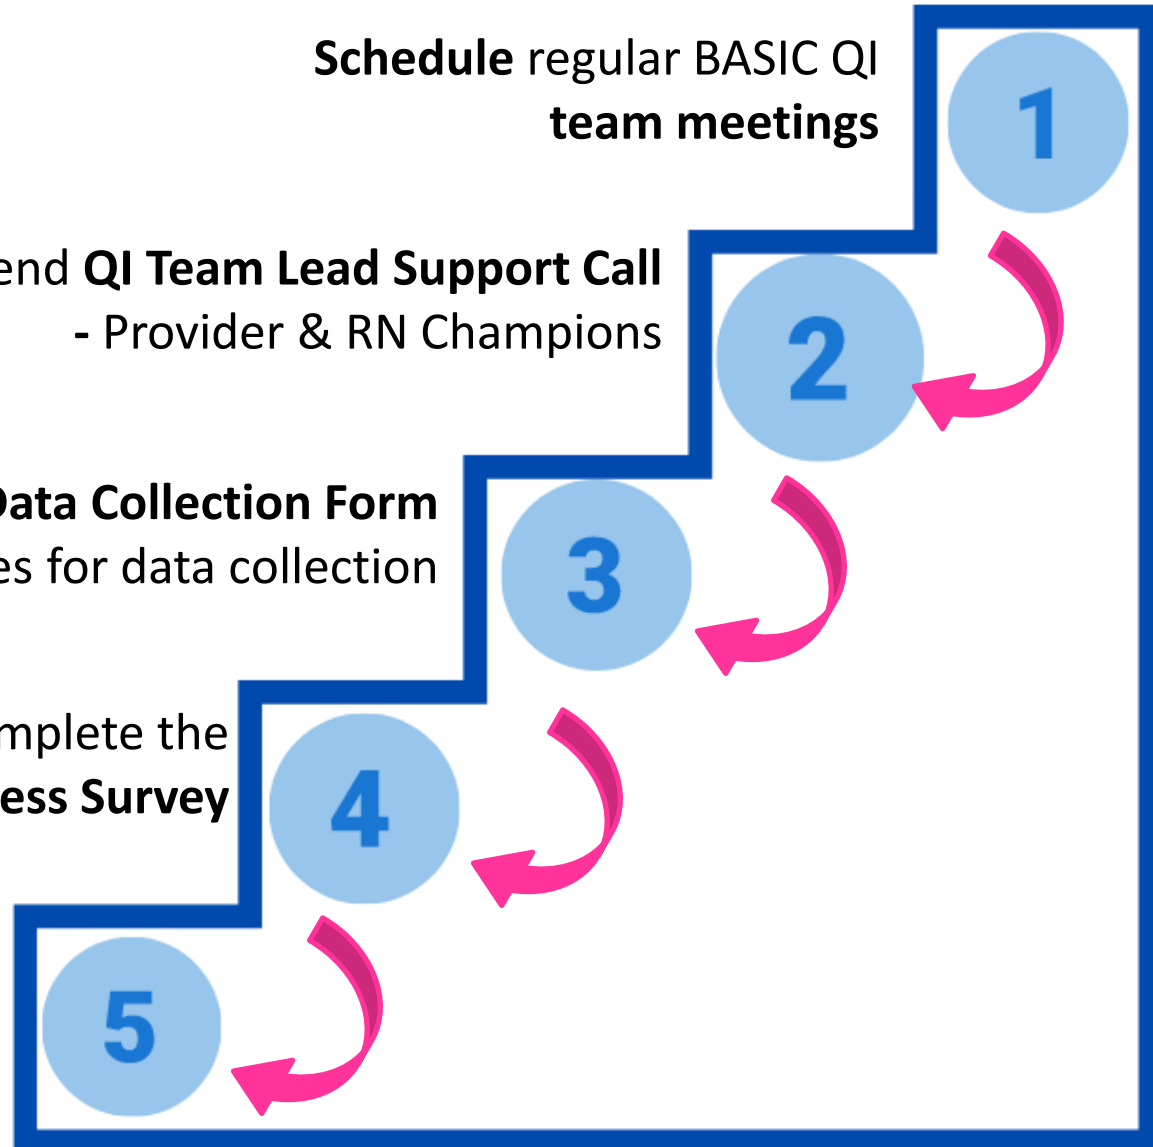 Schedule regular BASIC QI
team meetings
1
end QI Team Lead Support Call
- Provider & RN Champions
2
Data Collection Form
es for data collection
3
mplete the
ess Survey
4
5